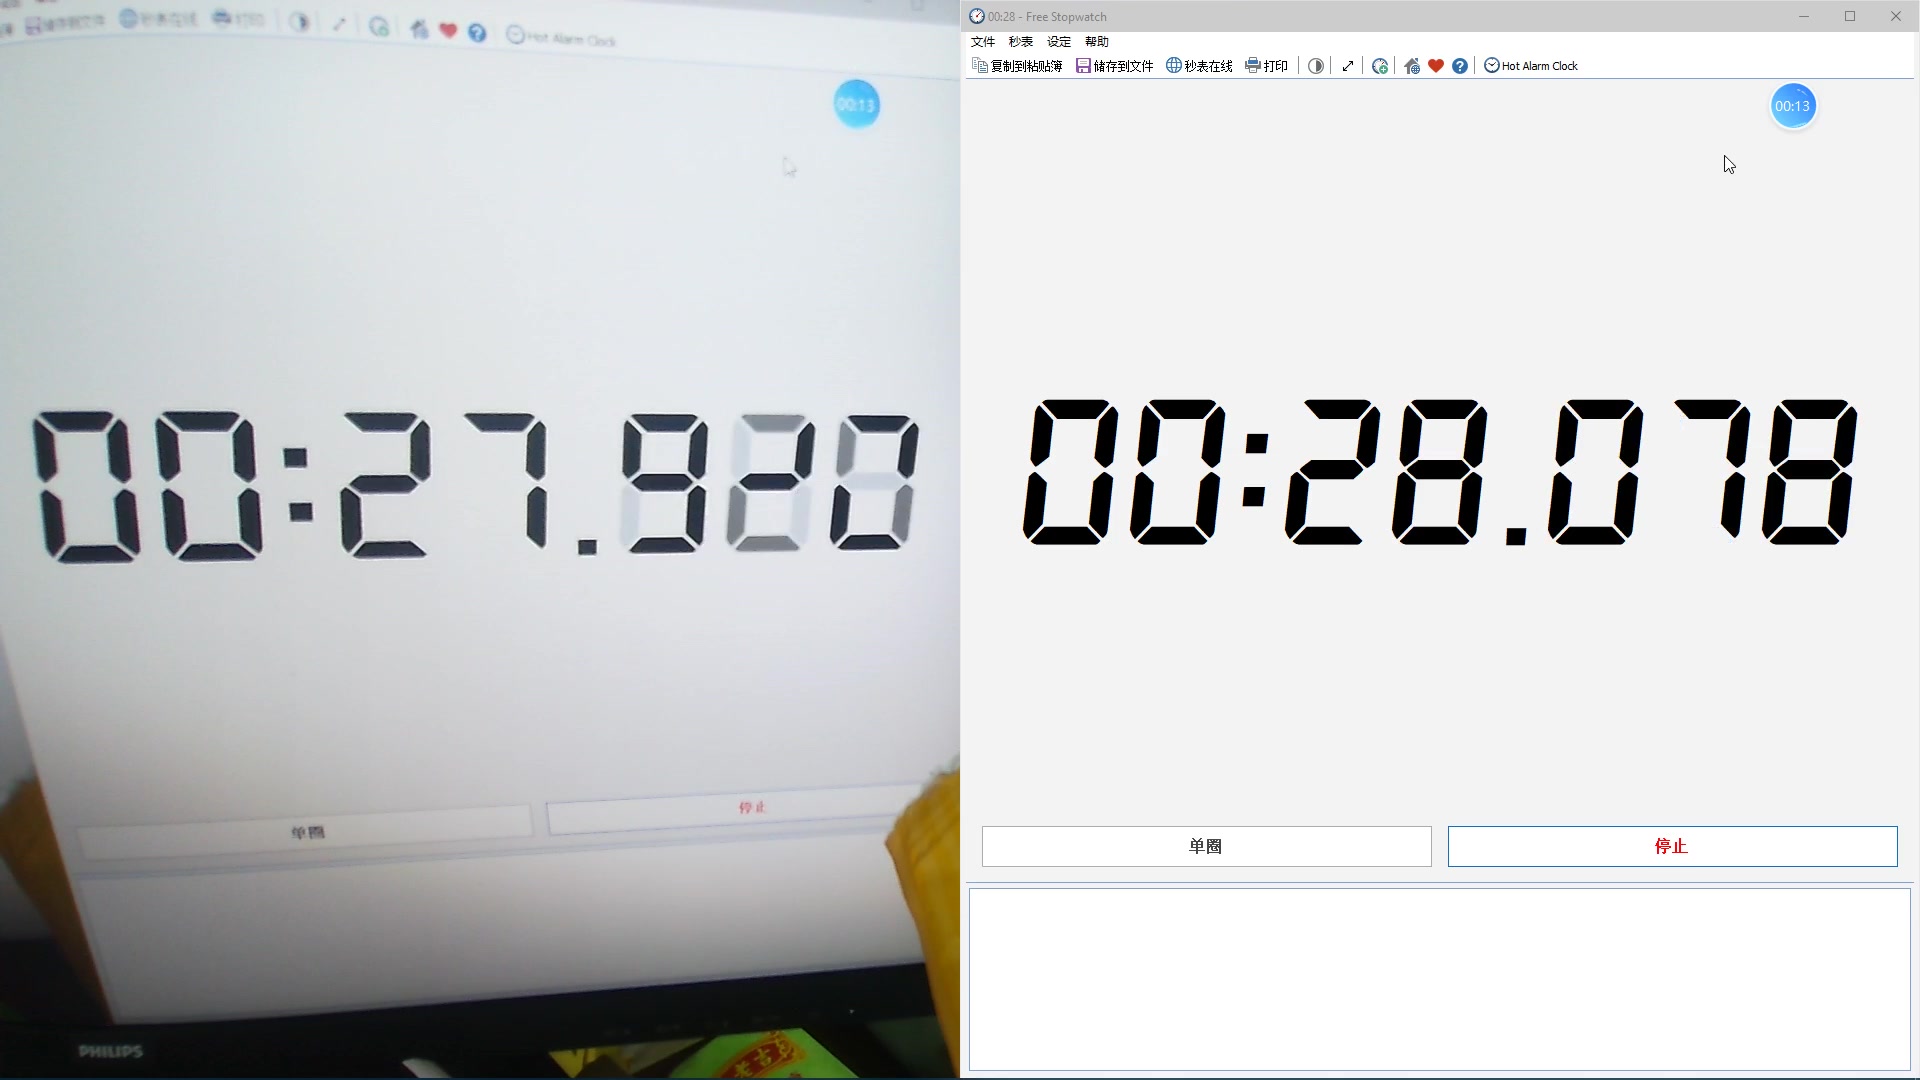 储存到文件 秒表在线 打印 Hot Alarm Clock
00:13
00:27.9
单圈
停止
PHILIPS
00:28 - Free Stopwatch
文件 秒表 设定 帮助
复制到粘贴簿 储存到文件 秒表在线 打印 Hot Alarm Clock
00:13
00:28.078
单圈
停止